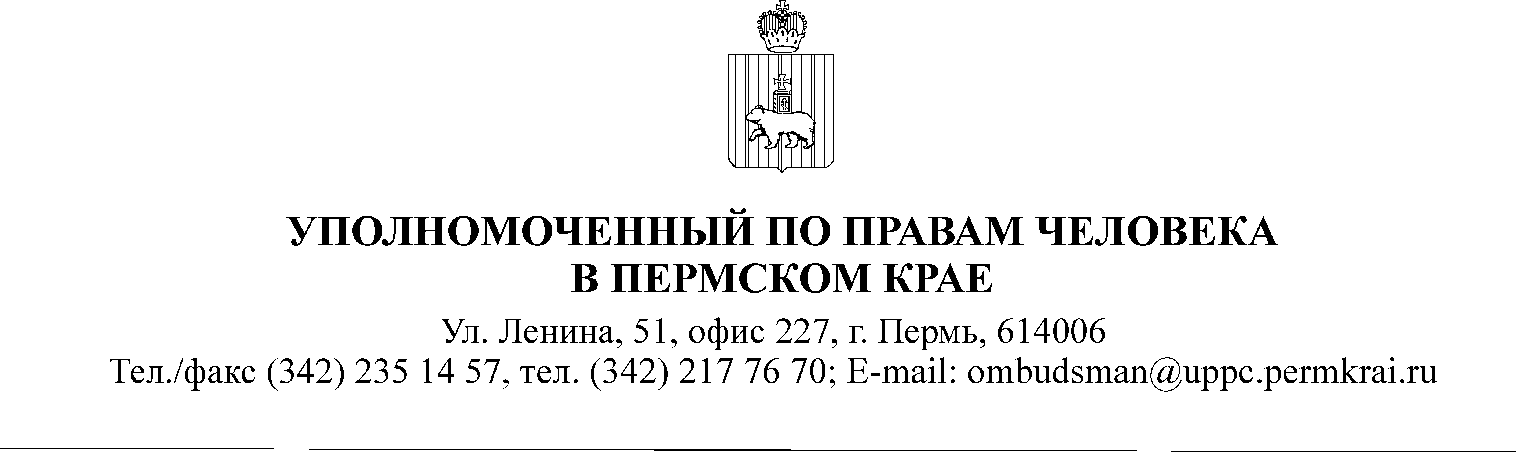 УПОЛНОМОЧЕННЫЙ ПО ПРАВАМ ЧЕЛОВЕКА
В ПЕРМСКОМ КРАЕ
Ул. Ленина, 51, офис 227, г. Пермь, 614006
Тел./факс (342) 235 14 57, тел. (342) 217 76 70; E-mail: ombudsman@uppc.permkrai.ru